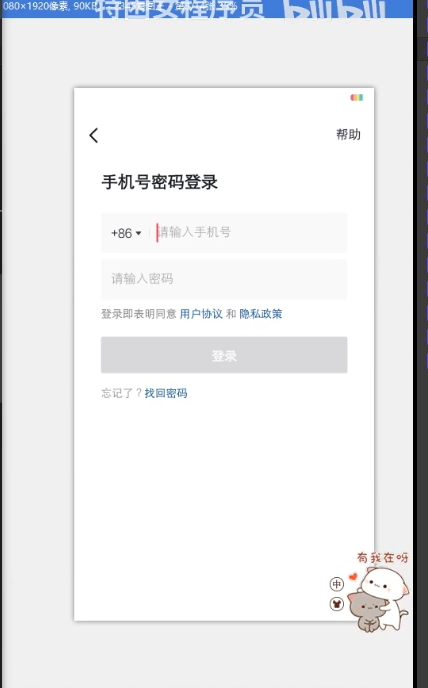 080×1920像素, 90KB
bilibili
帮助
手机号密码登录
+86 请输入手机号
请输入密码
登录即表明同意 用户协议 和 隐私政策
登录
忘记了？找回密码
有我在呀
中